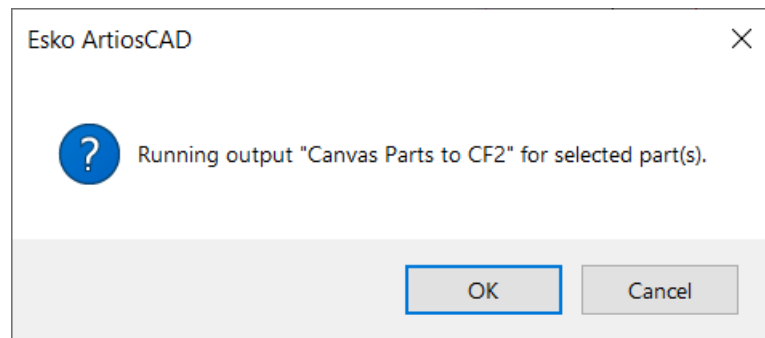 Esko ArtiosCAD
Running output "Canvas Parts to CF2" for selected part(s).
OK
Cancel